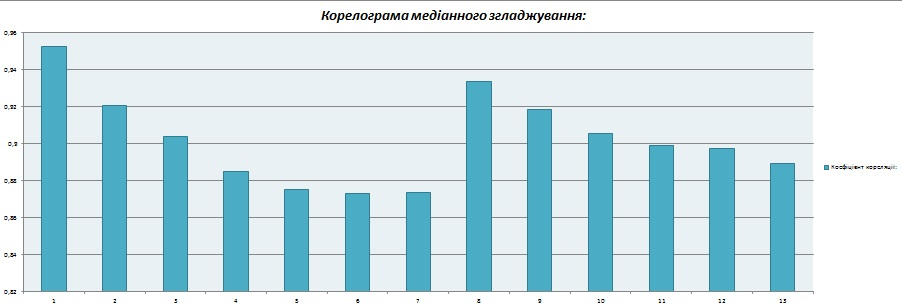 Корелограма медіанного згладжування:
0,96
0,94
0,92
0,9
0,88
0,86
0,84
0,82
1 2 3 4 5 6 7 8 9 10 11 12 13
Коефіцієнт кореляції: